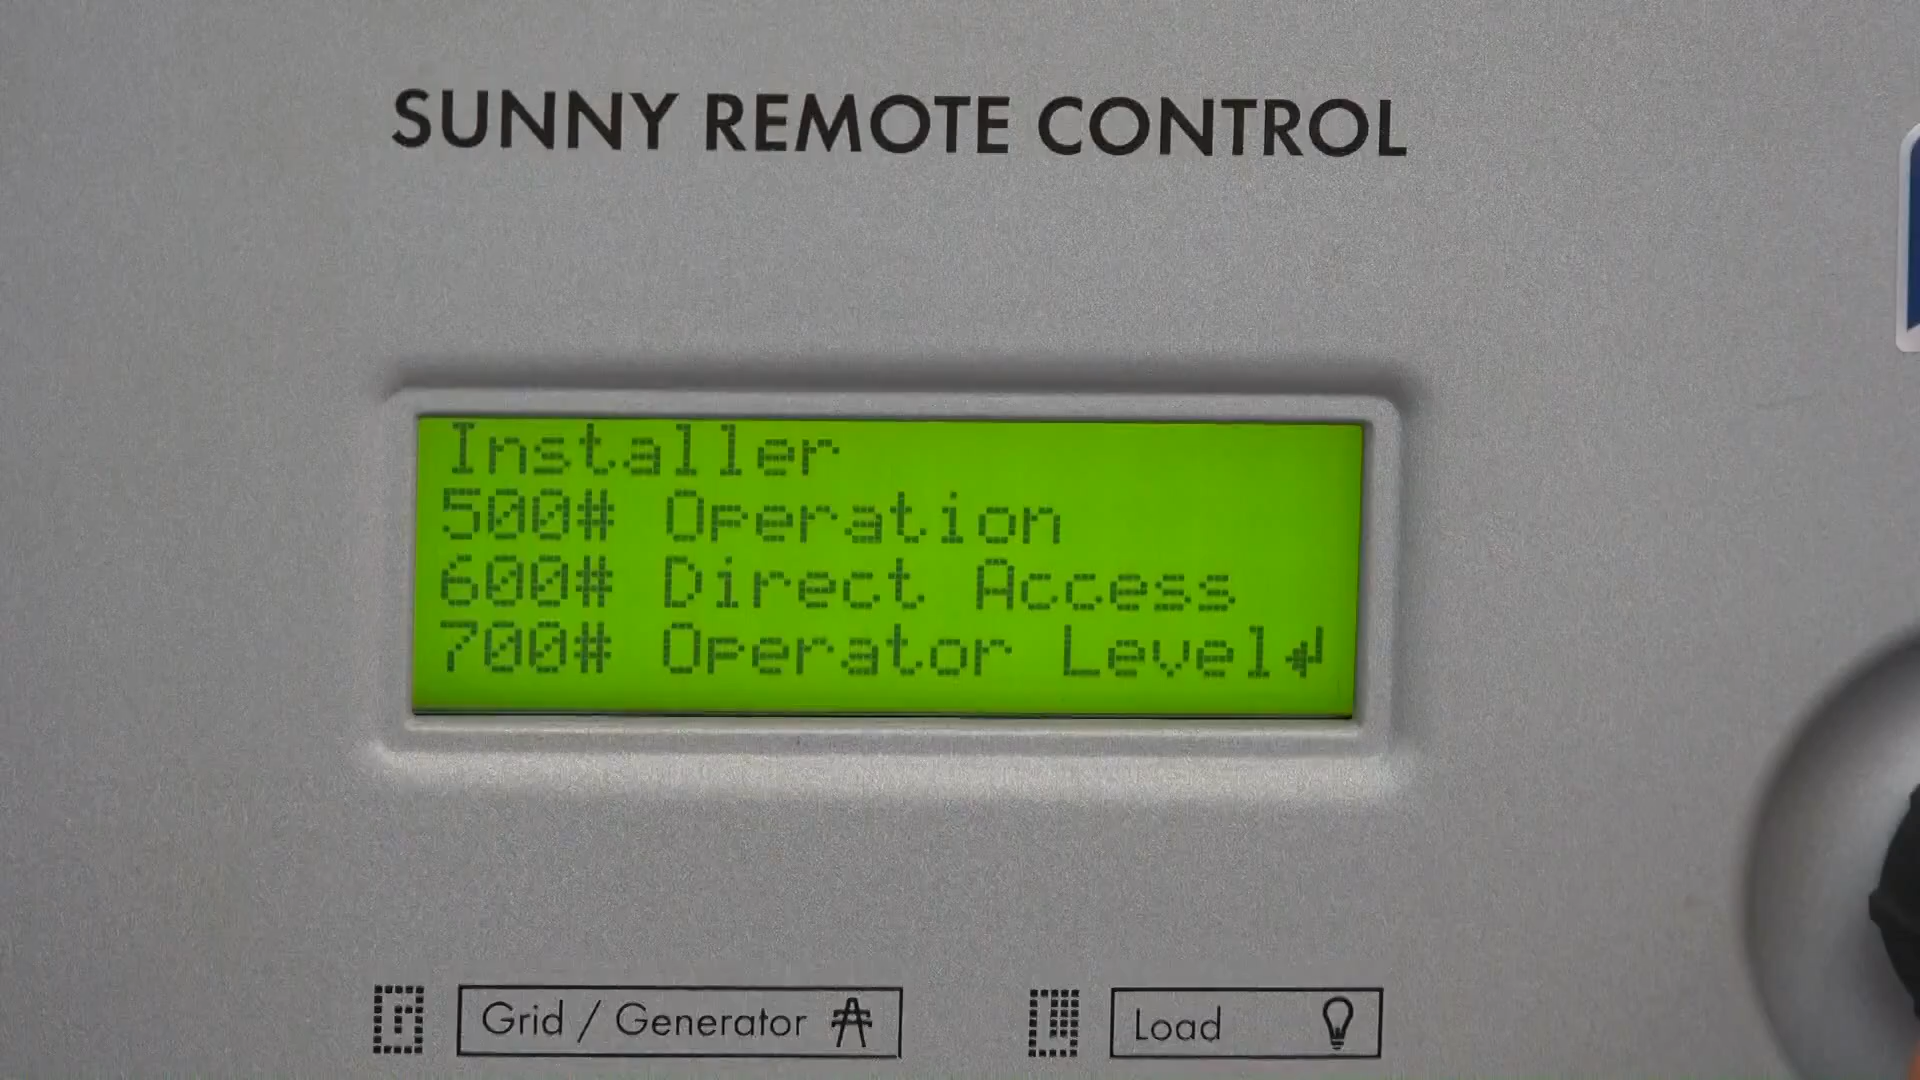 SUNNY REMOTE CONTROL
Installer
500# Operation
600# Direct Access
700# Operator Level↵
Grid / Generator
Load